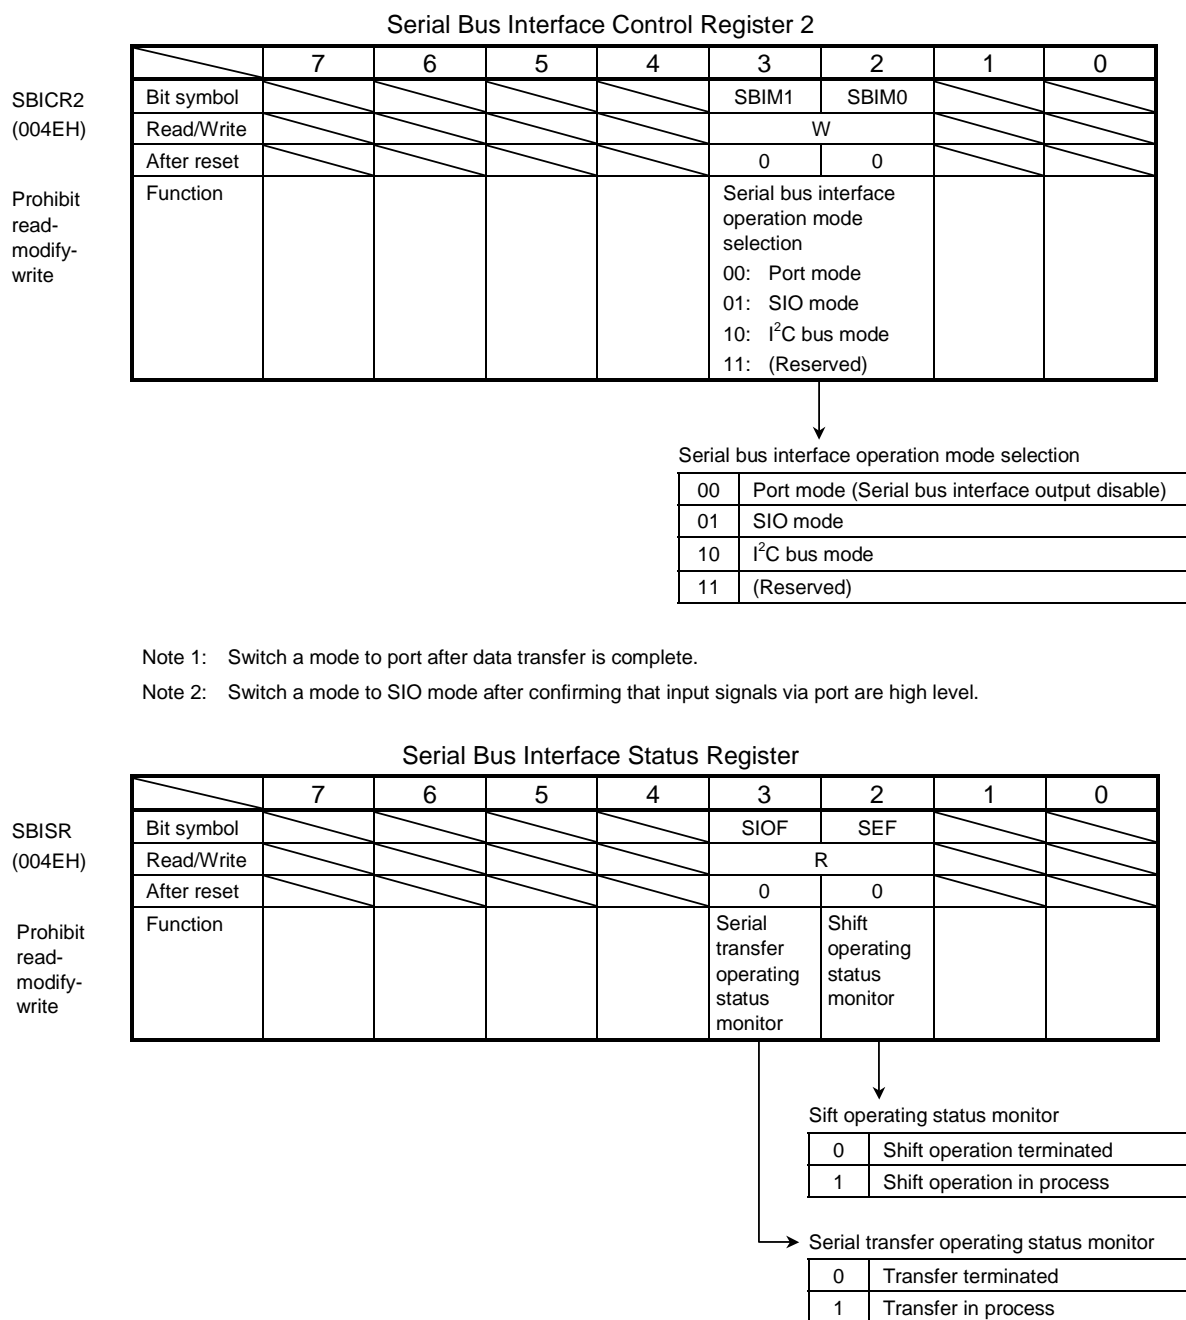 Serial Bus Interface Control Register 2
7 6 5 4 3 2 1 0
SBICR2
(004EH)
Bit symbol SBIM1 SBIM0
Read/Write W
After reset 0 0
Prohibit
read-
modify-
write
Function
Serial bus interface
operation mode
selection
00: Port mode
01: SIO mode
10: I²C bus mode
11: (Reserved)
Serial bus interface operation mode selection
00 Port mode (Serial bus interface output disable)
01 SIO mode
10 I²C bus mode
11 (Reserved)
Note 1: Switch a mode to port after data transfer is complete.
Note 2: Switch a mode to SIO mode after confirming that input signals via port are high level.
Serial Bus Interface Status Register
7 6 5 4 3 2 1 0
SBISR
(004EH)
Bit symbol SIOF SEF
Read/Write R
After reset 0 0
Prohibit
read-
modify-
write
Function
Serial
transfer
operating
status
monitor
Shift
operating
status
monitor
Sift operating status monitor
0 Shift operation terminated
1 Shift operation in process
Serial transfer operating status monitor
0 Transfer terminated
1 Transfer in process